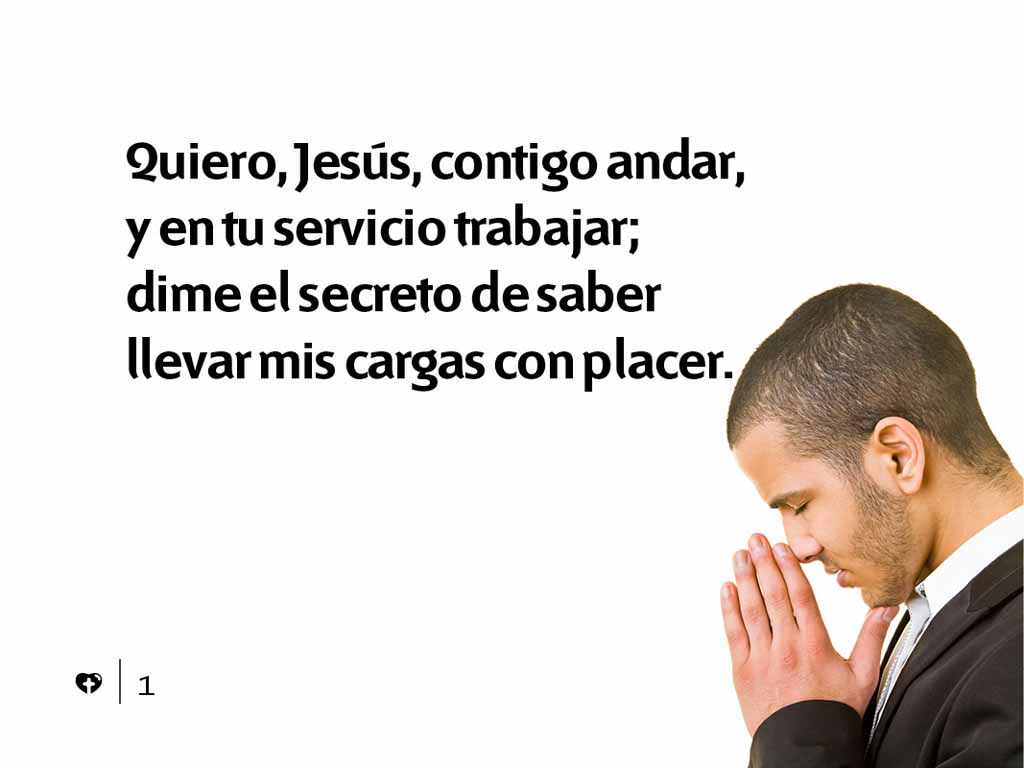 Quiero, Jesús, contigo andar,
y en tu servicio trabajar;
dime el secreto de saber
llevar mis cargas con placer.
1